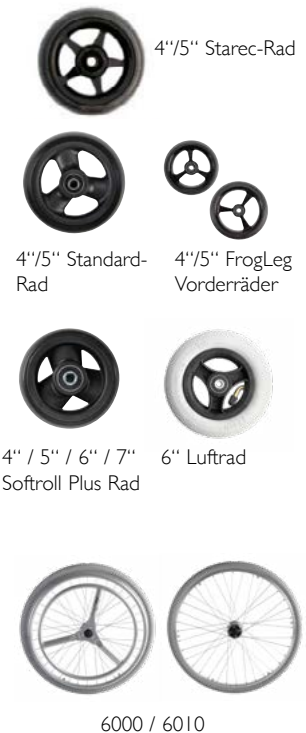 4“/5“ Starec-Rad
4“/5“ Standard-
Rad
4“/5“ FrogLeg
Vorderräder
4“ / 5“ / 6“ / 7“
Softroll Plus Rad
6“ Luftrad
6000 / 6010